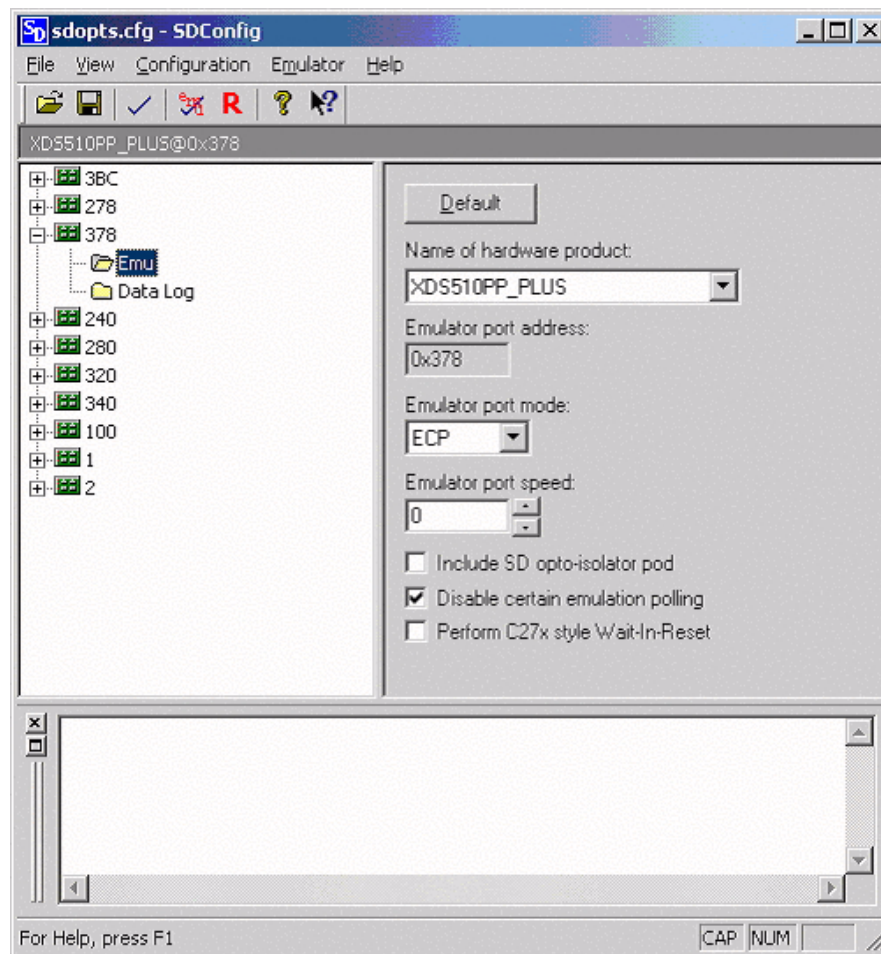 SD sdopts.cfg - SDConfig
File View Configuration Emulator Help
R ? ?
XDS510PP_PLUS@0x378
3BC
278
378
Emu
Data Log
240
280
320
340
100
1
2
Default
Name of hardware product:
XDS510PP_PLUS
Emulator port address:
0x378
Emulator port mode:
ECP
Emulator port speed:
0
Include SD opto-isolator pod
Disable certain emulation polling
Perform C27x style Wait-In-Reset
For Help, press F1
CAP NUM